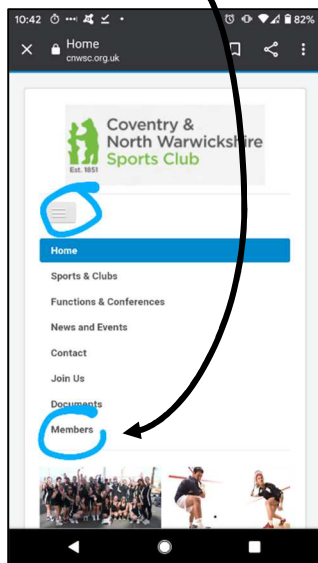 10:42
82%
Home
cnwsc.org.uk
Coventry &
North Warwickshire
Sports Club
Est. 1851
Home
Sports & Clubs
Functions & Conferences
News and Events
Contact
Join Us
Documents
Members